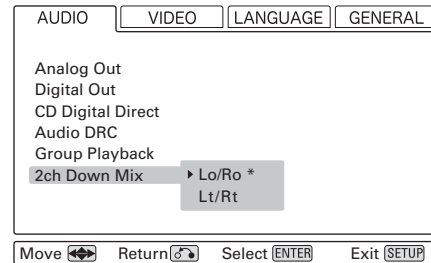 AUDIO VIDEO LANGUAGE GENERAL
Analog Out
Digital Out
CD Digital Direct
Audio DRC
Group Playback
2ch Down Mix Lo/Ro *
Lt/Rt
Move Return Select ENTER Exit SETUP